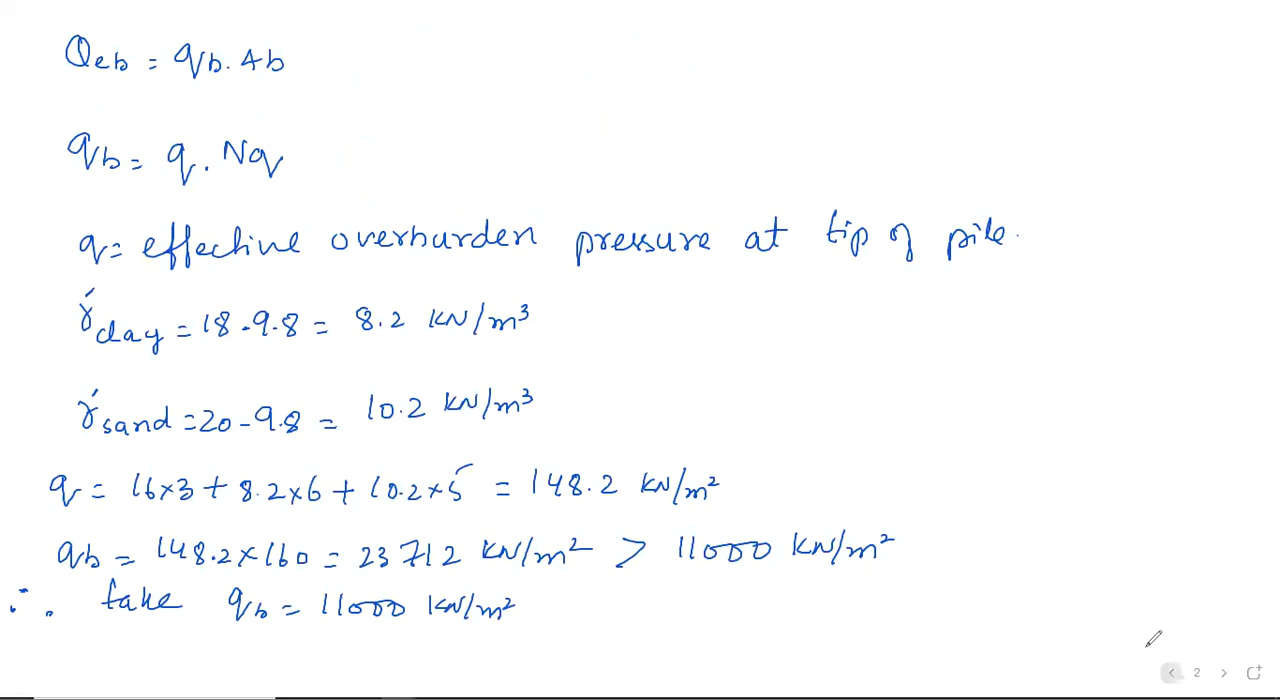 Qeb = qb. Ab
qb = q. Nq
q = effective overburden pressure at tip of pile.
γ́clay = 18 - 9.8 = 8.2 KN/m³
γ́sand = 20 - 9.8 = 10.2 KN/m³
q = 16×3 + 8.2×6 + 10.2×5 = 148.2 KN/m²
qb = 148.2×160 = 23712 KN/m² > 11000 KN/m²
∴ take qb = 11000 KN/m²
2